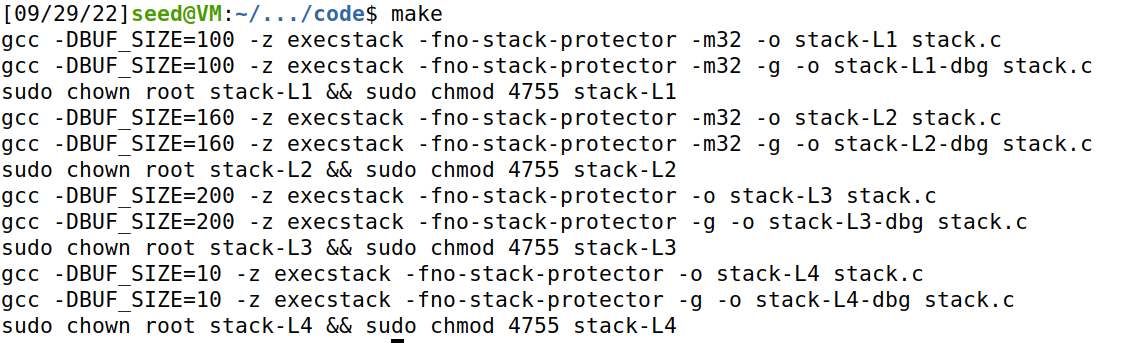 [09/29/22]seed@VM:~/.../code$ make
gcc -DBUF_SIZE=100 -z execstack -fno-stack-protector -m32 -o stack-L1 stack.c
gcc -DBUF_SIZE=100 -z execstack -fno-stack-protector -m32 -g -o stack-L1-dbg stack.c
sudo chown root stack-L1 && sudo chmod 4755 stack-L1
gcc -DBUF_SIZE=160 -z execstack -fno-stack-protector -m32 -o stack-L2 stack.c
gcc -DBUF_SIZE=160 -z execstack -fno-stack-protector -m32 -g -o stack-L2-dbg stack.c
sudo chown root stack-L2 && sudo chmod 4755 stack-L2
gcc -DBUF_SIZE=200 -z execstack -fno-stack-protector -o stack-L3 stack.c
gcc -DBUF_SIZE=200 -z execstack -fno-stack-protector -g -o stack-L3-dbg stack.c
sudo chown root stack-L3 && sudo chmod 4755 stack-L3
gcc -DBUF_SIZE=10 -z execstack -fno-stack-protector -o stack-L4 stack.c
gcc -DBUF_SIZE=10 -z execstack -fno-stack-protector -g -o stack-L4-dbg stack.c
sudo chown root stack-L4 && sudo chmod 4755 stack-L4